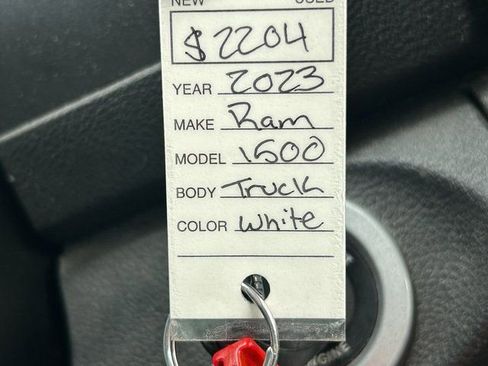 NEW USED
$2204
YEAR 2023
MAKE Ram
MODEL 1500
BODY Truck
COLOR White